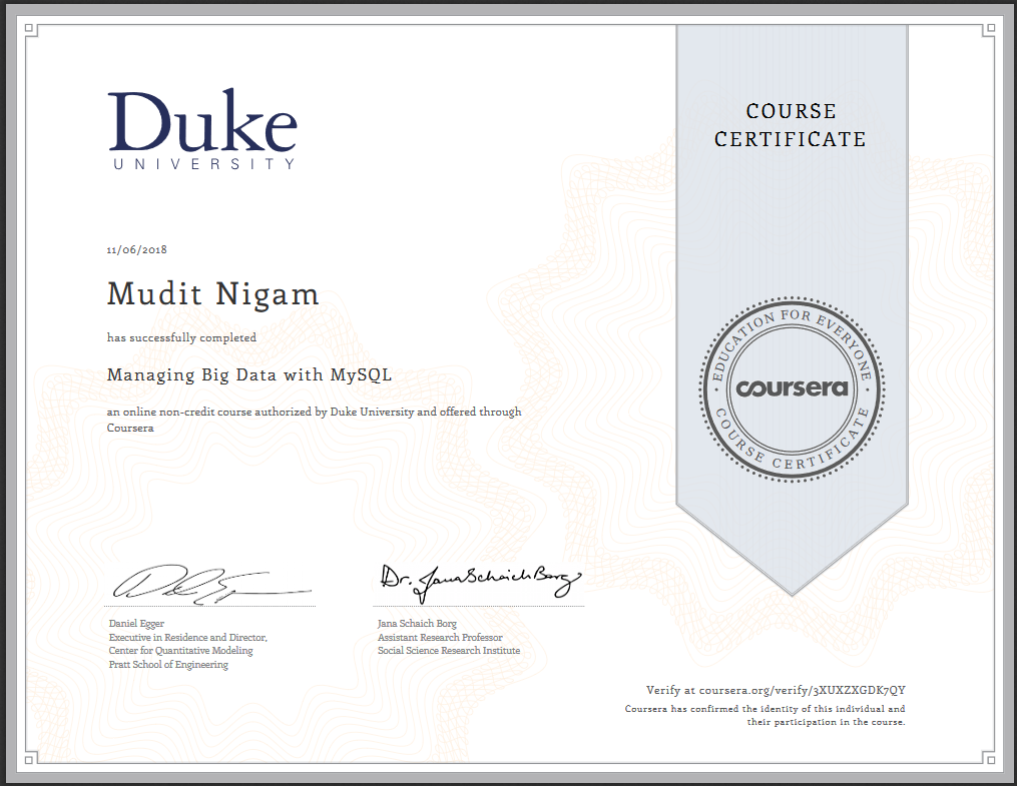 Duke
UNIVERSITY
COURSE
CERTIFICATE
11/06/2018
Mudit Nigam
has successfully completed
Managing Big Data with MySQL
an online non-credit course authorized by Duke University and offered through
Coursera
EDUCATION FOR EVERYONE
coursera
COURSE CERTIFICATE
Dr. Jana Schaich Borg
Daniel Egger
Executive in Residence and Director,
Center for Quantitative Modeling
Pratt School of Engineering
Jana Schaich Borg
Assistant Research Professor
Social Science Research Institute
Verify at coursera.org/verify/3XUXZXGDK7QY
Coursera has confirmed the identity of this individual and
their participation in the course.